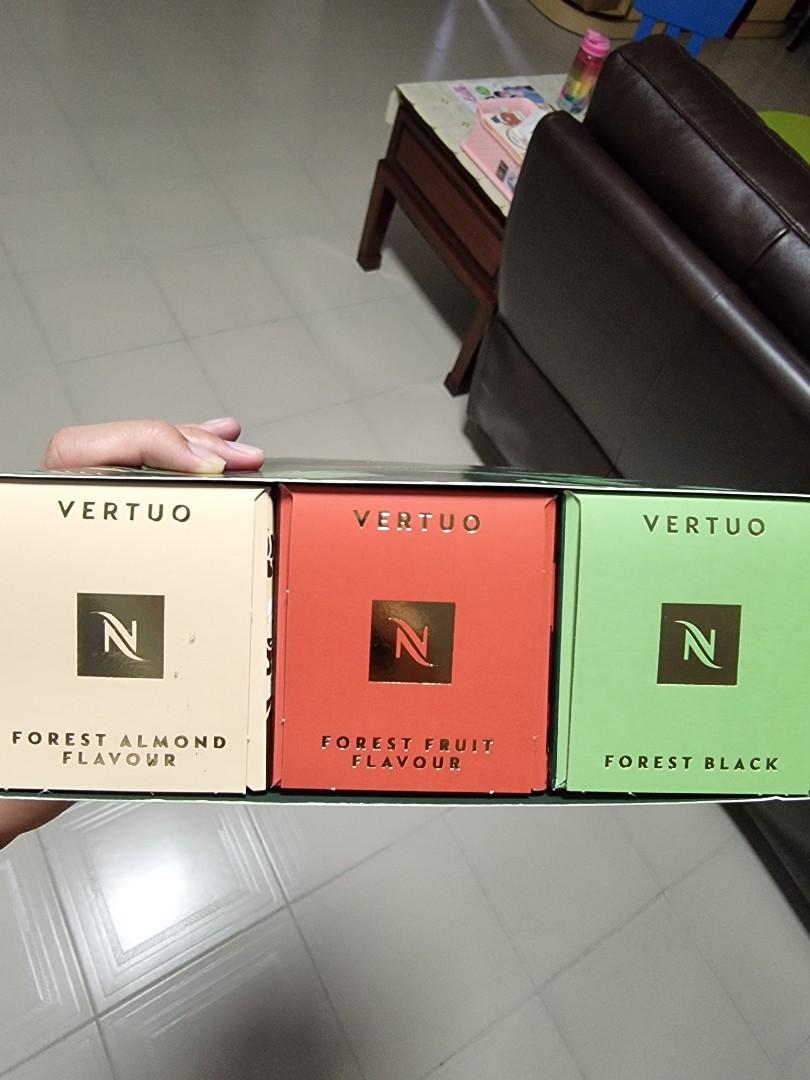 VERTUO
N
FOREST ALMOND
FLAVOUR
VERTUO
N
FOREST FRUIT
FLAVOUR
VERTUO
N
FOREST BLACK